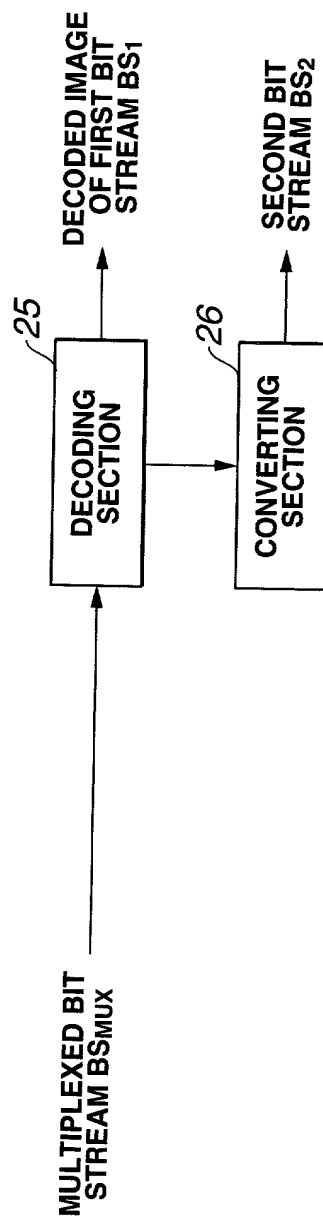 MULTIPLEXED BIT
STREAM BSMUX
25
DECODING
SECTION
DECODED IMAGE
OF FIRST BIT
STREAM BS1
26
CONVERTING
SECTION
SECOND BIT
STREAM BS2